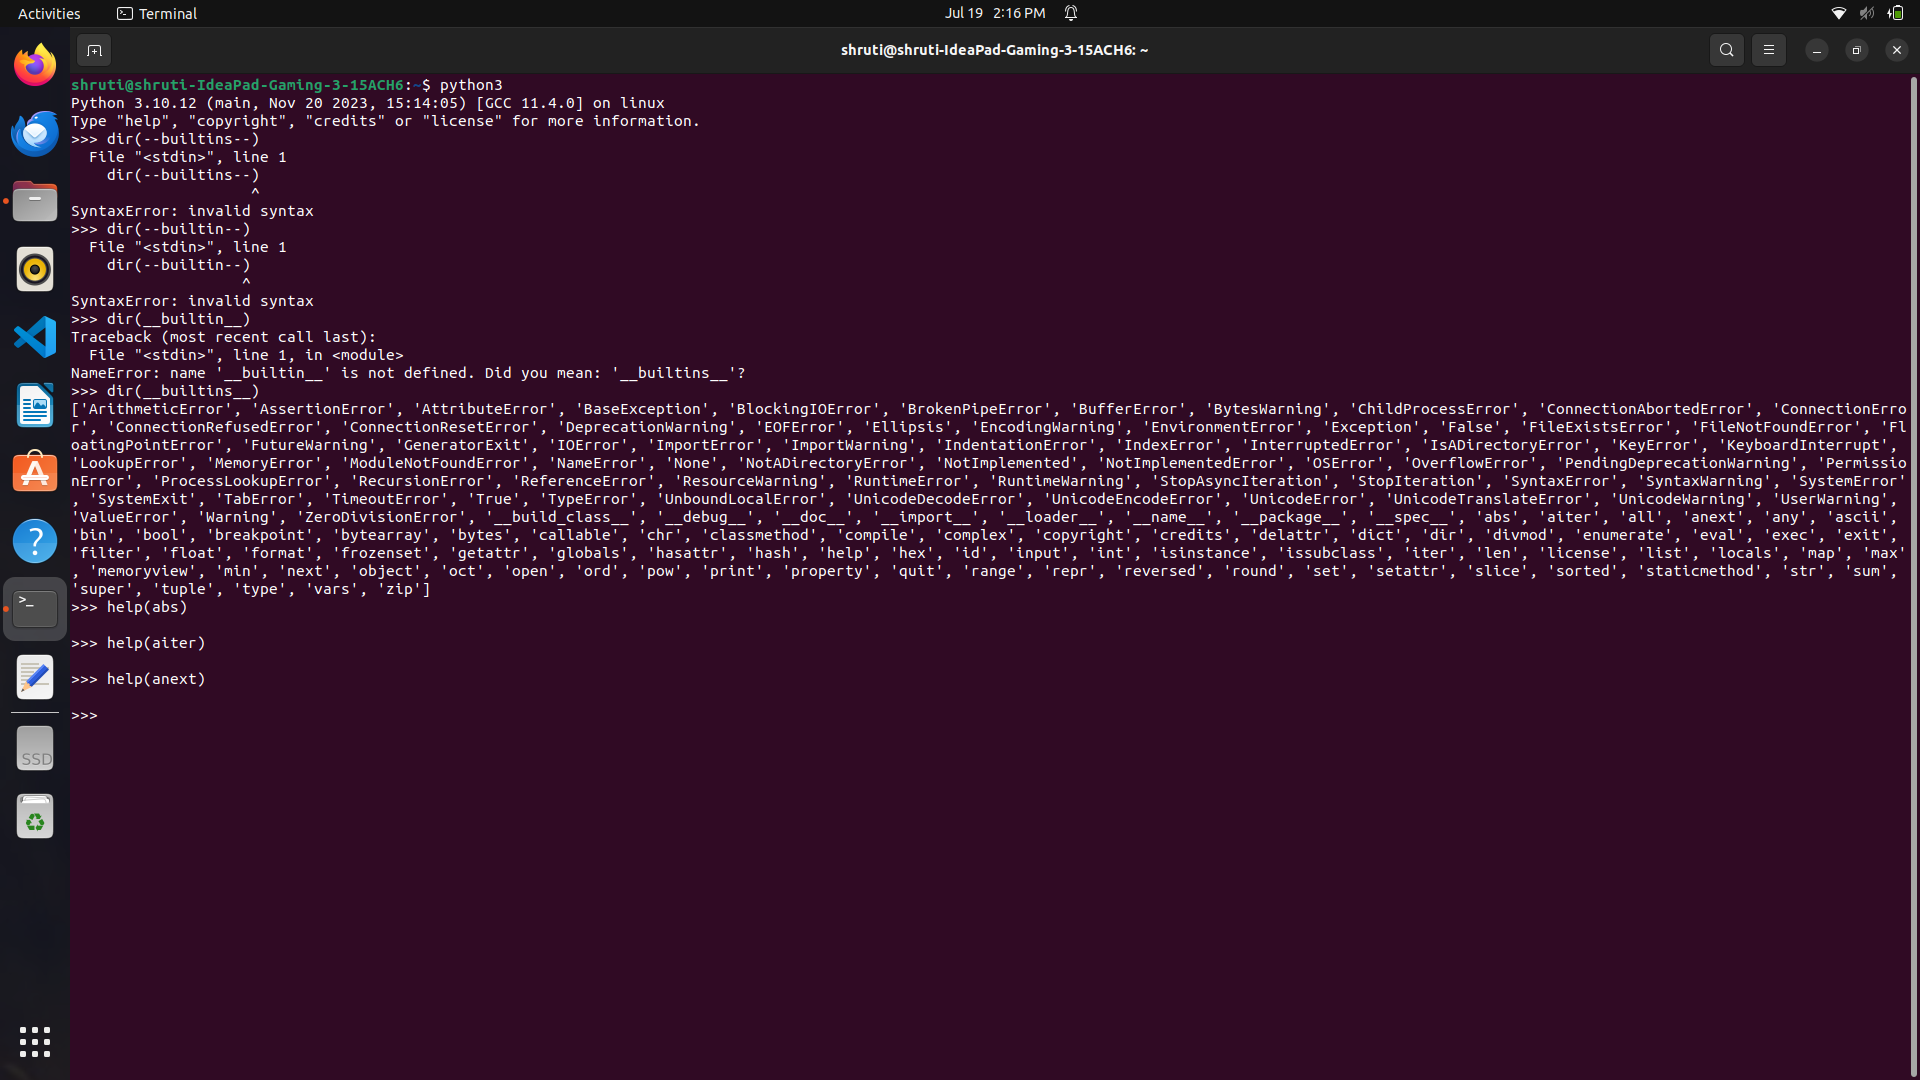 Activities
Terminal
Jul 19 2:16 PM
shruti@shruti-IdeaPad-Gaming-3-15ACH6: ~
shruti@shruti-IdeaPad-Gaming-3-15ACH6:~$ python3
Python 3.10.12 (main, Nov 20 2023, 15:14:05) [GCC 11.4.0] on linux
Type "help", "copyright", "credits" or "license" for more information.
>>> dir(--builtins--)
  File "<stdin>", line 1
    dir(--builtins--)
                    ^
SyntaxError: invalid syntax
>>> dir(--builtin--)
  File "<stdin>", line 1
    dir(--builtin--)
                   ^
SyntaxError: invalid syntax
>>> dir(__builtin__)
Traceback (most recent call last):
  File "<stdin>", line 1, in <module>
NameError: name '__builtin__' is not defined. Did you mean: '__builtins__'?
>>> dir(__builtins__)
['ArithmeticError', 'AssertionError', 'AttributeError', 'BaseException', 'BlockingIOError', 'BrokenPipeError', 'BufferError', 'BytesWarning', 'ChildProcessError', 'ConnectionAbortedError', 'ConnectionErro
r', 'ConnectionRefusedError', 'ConnectionResetError', 'DeprecationWarning', 'EOFError', 'Ellipsis', 'EncodingWarning', 'EnvironmentError', 'Exception', 'False', 'FileExistsError', 'FileNotFoundError', 'Fl
oatingPointError', 'FutureWarning', 'GeneratorExit', 'IOError', 'ImportError', 'ImportWarning', 'IndentationError', 'IndexError', 'InterruptedError', 'IsADirectoryError', 'KeyError', 'KeyboardInterrupt',
'LookupError', 'MemoryError', 'ModuleNotFoundError', 'NameError', 'None', 'NotADirectoryError', 'NotImplemented', 'NotImplementedError', 'OSError', 'OverflowError', 'PendingDeprecationWarning', 'Permissio
nError', 'ProcessLookupError', 'RecursionError', 'ReferenceError', 'ResourceWarning', 'RuntimeError', 'RuntimeWarning', 'StopAsyncIteration', 'StopIteration', 'SyntaxError', 'SyntaxWarning', 'SystemError'
, 'SystemExit', 'TabError', 'TimeoutError', 'True', 'TypeError', 'UnboundLocalError', 'UnicodeDecodeError', 'UnicodeEncodeError', 'UnicodeError', 'UnicodeTranslateError', 'UnicodeWarning', 'UserWarning',
'ValueError', 'Warning', 'ZeroDivisionError', '__build_class__', '__debug__', '__doc__', '__import__', '__loader__', '__name__', '__package__', '__spec__', 'abs', 'aiter', 'all', 'anext', 'any', 'ascii',
'bin', 'bool', 'breakpoint', 'bytearray', 'bytes', 'callable', 'chr', 'classmethod', 'compile', 'complex', 'copyright', 'credits', 'delattr', 'dict', 'dir', 'divmod', 'enumerate', 'eval', 'exec', 'exit',
'filter', 'float', 'format', 'frozenset', 'getattr', 'globals', 'hasattr', 'hash', 'help', 'hex', 'id', 'input', 'int', 'isinstance', 'issubclass', 'iter', 'len', 'license', 'list', 'locals', 'map', 'max'
, 'memoryview', 'min', 'next', 'object', 'oct', 'open', 'ord', 'pow', 'print', 'property', 'quit', 'range', 'repr', 'reversed', 'round', 'set', 'setattr', 'slice', 'sorted', 'staticmethod', 'str', 'sum',
'super', 'tuple', 'type', 'vars', 'zip']
>>> help(abs)
>>> help(aiter)
>>> help(anext)
>>>
SSD